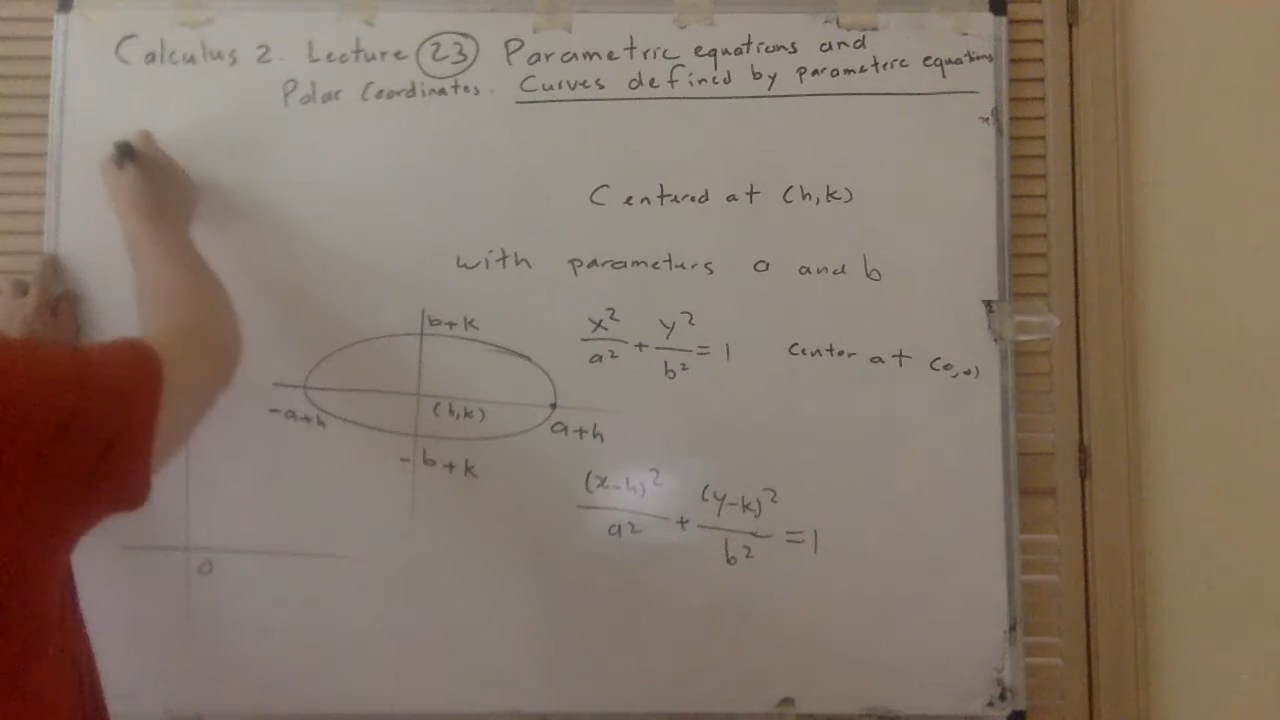 Calculus 2. Lecture 23 Parametric equations and
Polar Coordinates. Curves defined by parametric equations
Centered at (h,k)
with parameters a and b
x²/a² + y²/b² = 1 Center at (0,0)
b+k
(h,k)
-a+h
a+h
-b+k
(x-h)²/a² + (y-k)²/b² = 1
0